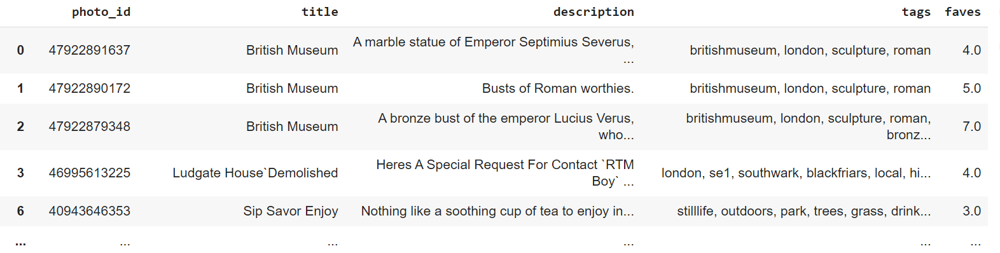 photo_id title description tags faves
0 47922891637 British Museum A marble statue of Emperor Septimius Severus, ... britishmuseum, london, sculpture, roman 4.0
1 47922890172 British Museum Busts of Roman worthies. britishmuseum, london, sculpture, roman 5.0
2 47922879348 British Museum A bronze bust of the emperor Lucius Verus, who... britishmuseum, london, sculpture, roman, bronz... 7.0
3 46995613225 Ludgate House`Demolished Heres A Special Request For Contact `RTM Boy` ... london, se1, southwark, blackfriars, local, hi... 4.0
6 40943646353 Sip Savor Enjoy Nothing like a soothing cup of tea to enjoy in... stilllife, outdoors, park, trees, grass, drink... 3.0
... ... ... ... ... ...